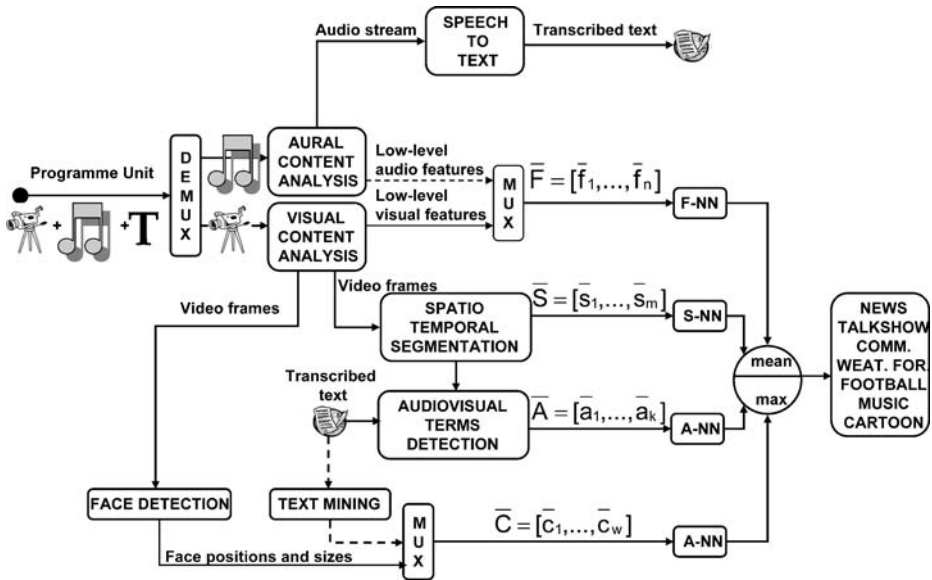 Audio stream
SPEECH
TO
TEXT
Transcribed text
Programme Unit
+
+
T
D
E
M
U
X
AURAL
CONTENT
ANALYSIS
Low-level
audio features
VISUAL
CONTENT
ANALYSIS
Low-level
visual features
M
U
X
F̅ = [f̅₁,...,f̅ₙ]
F-NN
Video frames
Video frames
SPATIO
TEMPORAL
SEGMENTATION
S̅ = [s̅₁,...,s̅ₘ]
S-NN
Transcribed
text
AUDIOVISUAL
TERMS
DETECTION
A̅ = [a̅₁,...,a̅ₖ]
A-NN
mean
max
NEWS
TALKSHOW
COMM.
WEAT. FOR.
FOOTBALL
MUSIC
CARTOON
FACE DETECTION
TEXT MINING
M
U
X
C̅ = [c̅₁,...,c̅w]
A-NN
Face positions and sizes